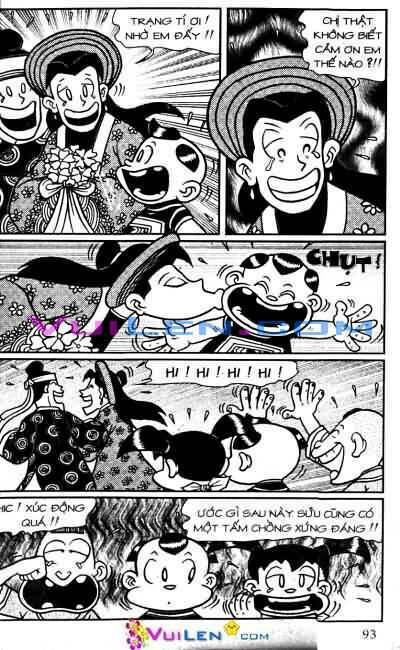 TRẠNG TÍ ƠI !
NHỜ EM ĐẤY !!
CHỊ THẬT
KHÔNG BIẾT
CẢM ƠN EM
THẾ NÀO ?!!
CHỤT !
VUILEN.COM
HI ! HI ! HI ! HI !
HIC ! XÚC ĐỘNG
QUÁ !!
ƯỚC GÌ SAU NÀY SỬU CŨNG CÓ
MỘT TẤM CHỒNG XỨNG ĐÁNG !!
93
VUILEN.COM